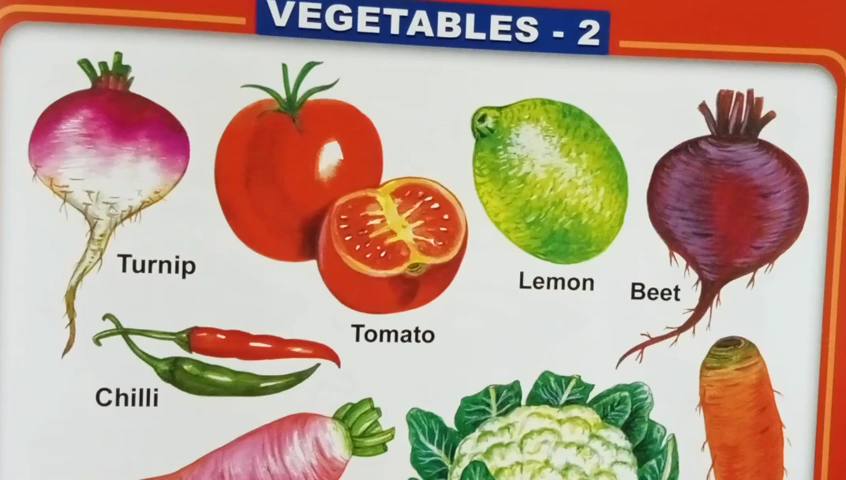 VEGETABLES - 2
Turnip
Tomato
Lemon
Beet
Chilli